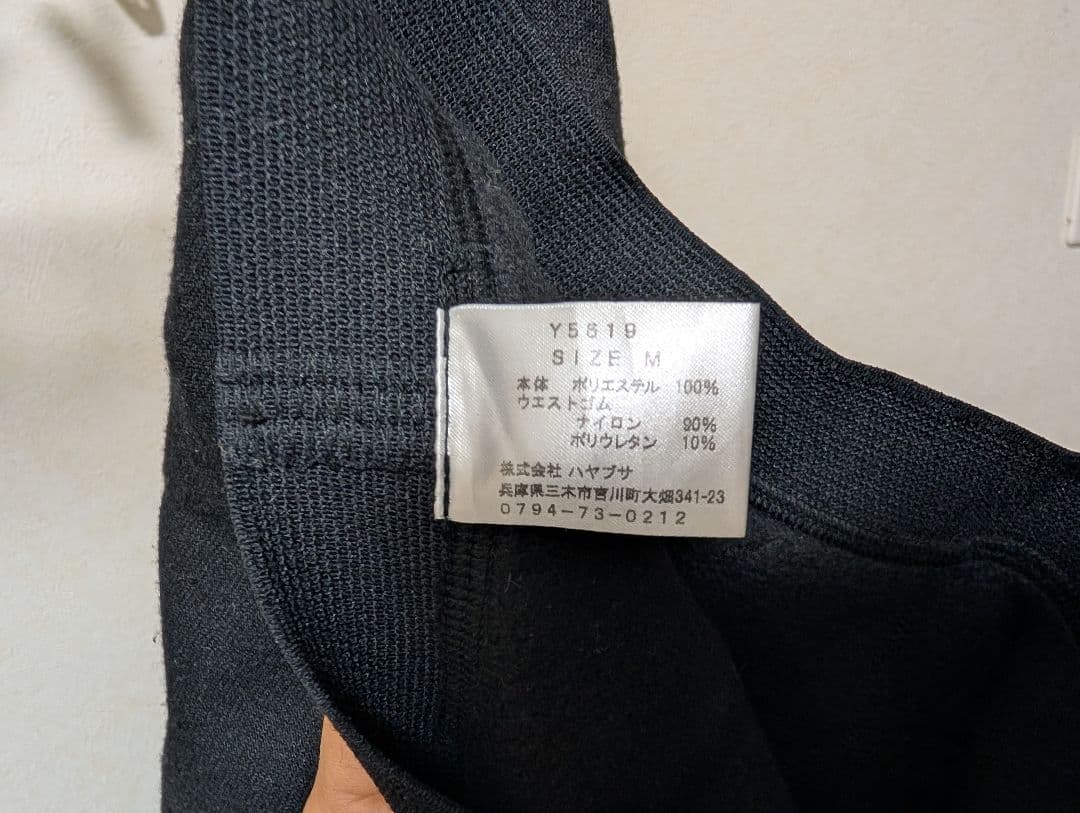 Y5619
SIZE M
本体 ポリエステル 100%
ウエストゴム
ナイロン 90%
ポリウレタン 10%
株式会社 ハヤブサ
兵庫県三木市吉川町大畑341-23
0794-73-0212